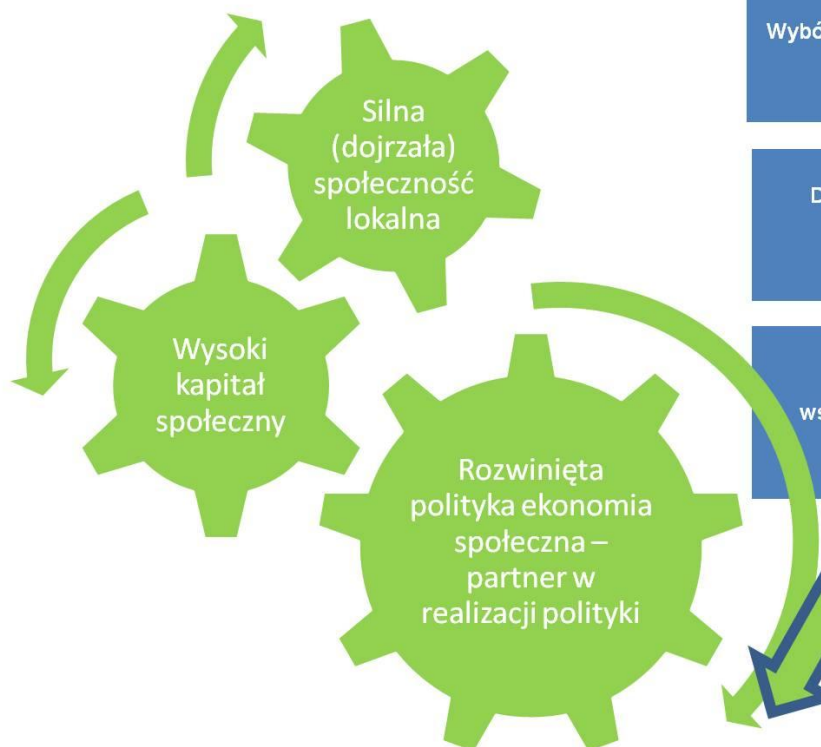 Silna
(dojrzała)
społeczność
lokalna
Wysoki
kapitał
społeczny
Rozwinięta
polityka ekonomia
społeczna –
partner w
realizacji polityki